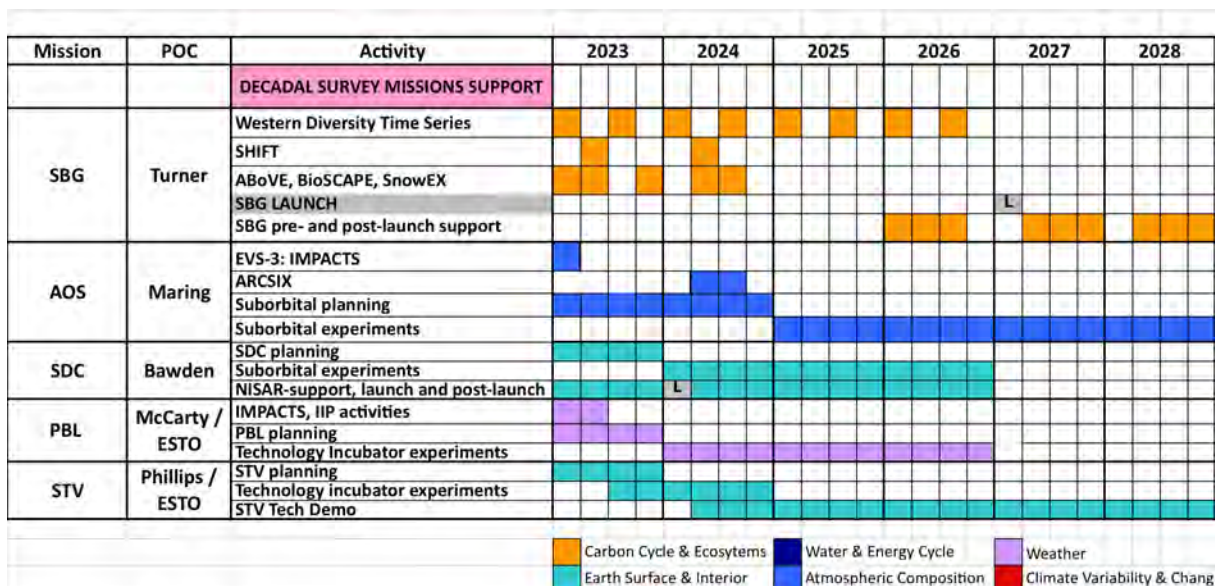 Mission POC Activity 2023 2024 2025 2026 2027 2028
DECADAL SURVEY MISSIONS SUPPORT
SBG Turner
Western Diversity Time Series
SHIFT
ABoVE, BioSCAPE, SnowEX
SBG LAUNCH L
SBG pre- and post-launch support
AOS Maring
EVS-3: IMPACTS
ARCSIX
Suborbital planning
Suborbital experiments
SDC Bawden
SDC planning
Suborbital experiments
NISAR-support, launch and post-launch L
PBL McCarty /
ESTO
IMPACTS, IIP activities
PBL planning
Technology Incubator experiments
STV Phillips /
ESTO
STV planning
Technology incubator experiments
STV Tech Demo
Carbon Cycle & Ecosytems Water & Energy Cycle Weather
Earth Surface & Interior Atmospheric Composition Climate Variability & Chang